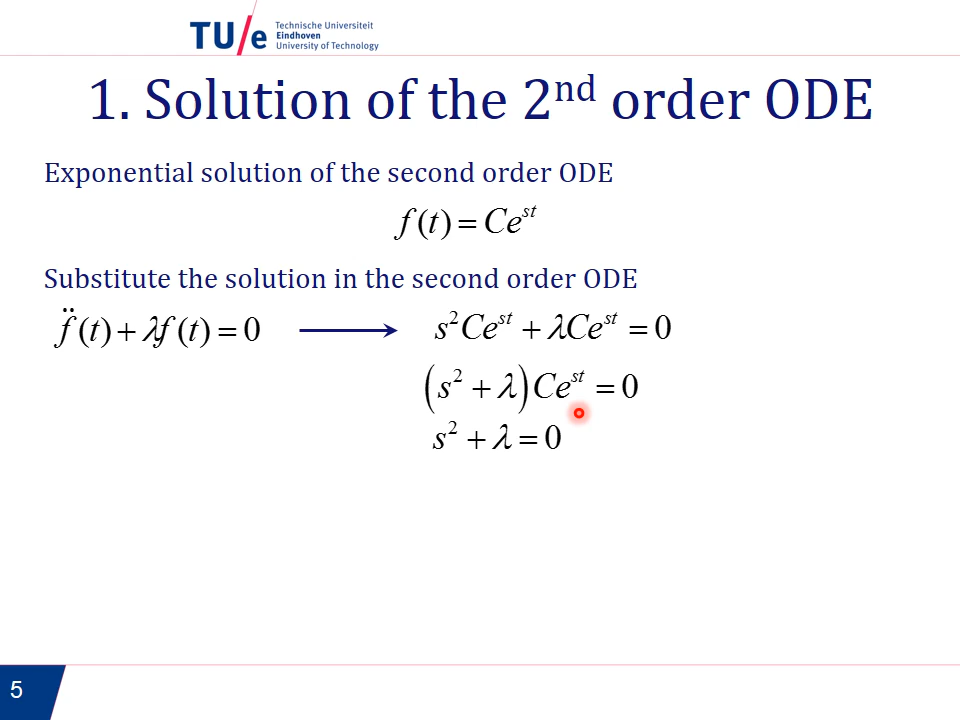 TU/e Technische Universiteit
Eindhoven
University of Technology
1. Solution of the 2nd order ODE
Exponential solution of the second order ODE
f(t) = Ce^{st}
Substitute the solution in the second order ODE
f̈(t) + λf(t) = 0 ⟶ s²Ce^{st} + λCe^{st} = 0
(s² + λ)Ce^{st} = 0
s² + λ = 0
5